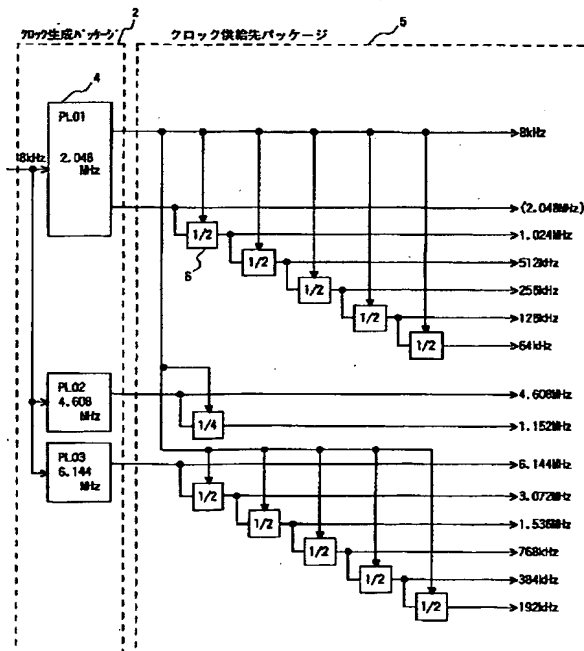 2
5
クロック生成パッケージ
クロック供給先パッケージ
4
PLO1
2.048
MHz
8kHz
8kHz
(2.048MHz)
1/2
1.024MHz
6
1/2
512kHz
1/2
256kHz
1/2
128kHz
1/2
64kHz
PLO2
4.608
MHz
4.608MHz
1/4
1.152MHz
PLO3
6.144
MHz
6.144MHz
1/2
3.072MHz
1/2
1.536MHz
1/2
768kHz
1/2
384kHz
1/2
192kHz